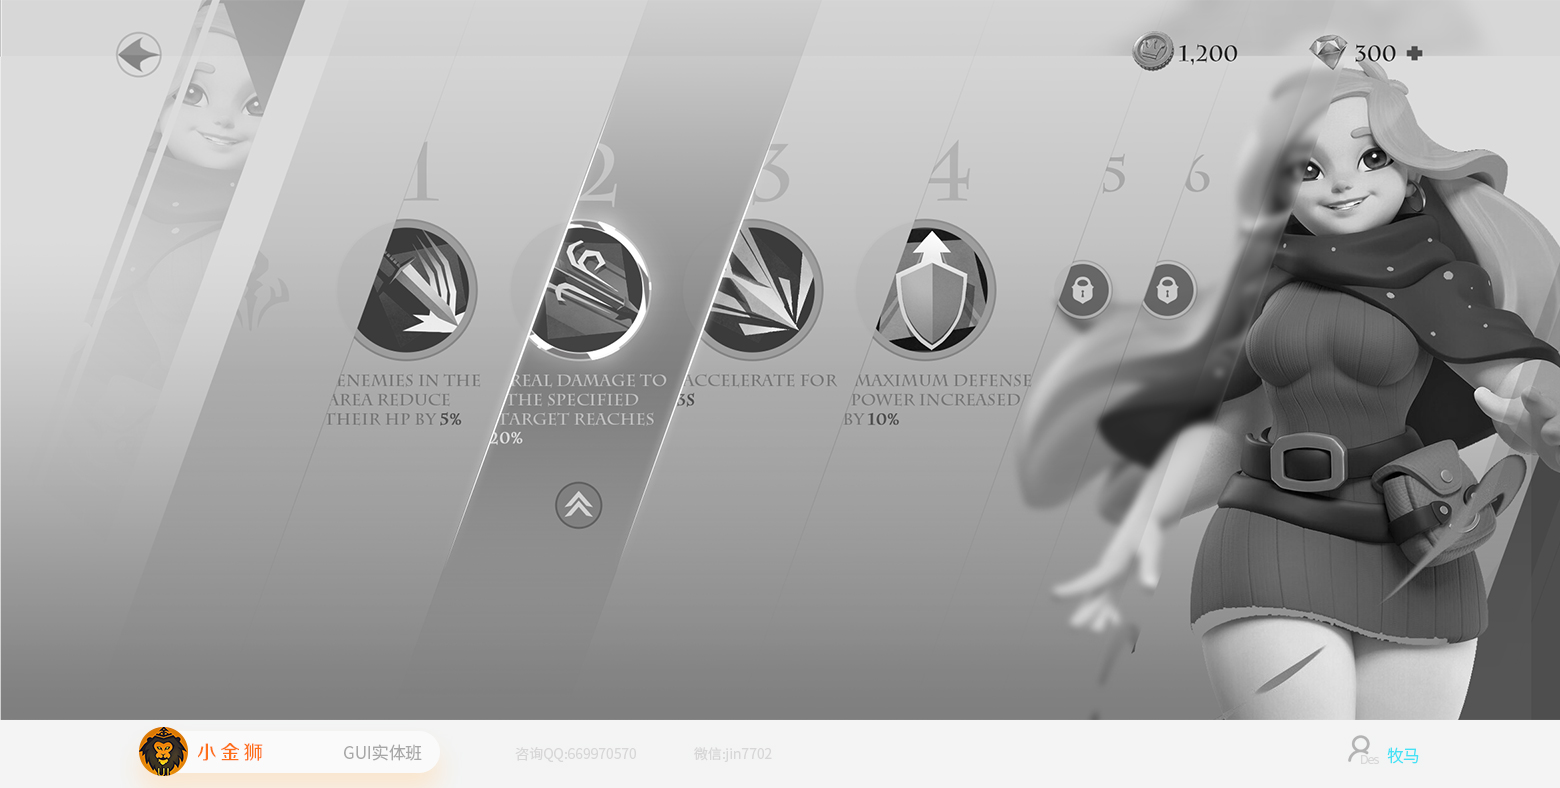 1,200
300
1
2
3
4
5
6
ENEMIES IN THE
AREA REDUCE
THEIR HP BY 5%
REAL DAMAGE TO
THE SPECIFIED
TARGET REACHES
20%
ACCELERATE FOR
3S
MAXIMUM DEFENSE
POWER INCREASED
BY 10%
小金狮
GUI实体班
咨询QQ:669970570
微信:jin7702
Des
牧马